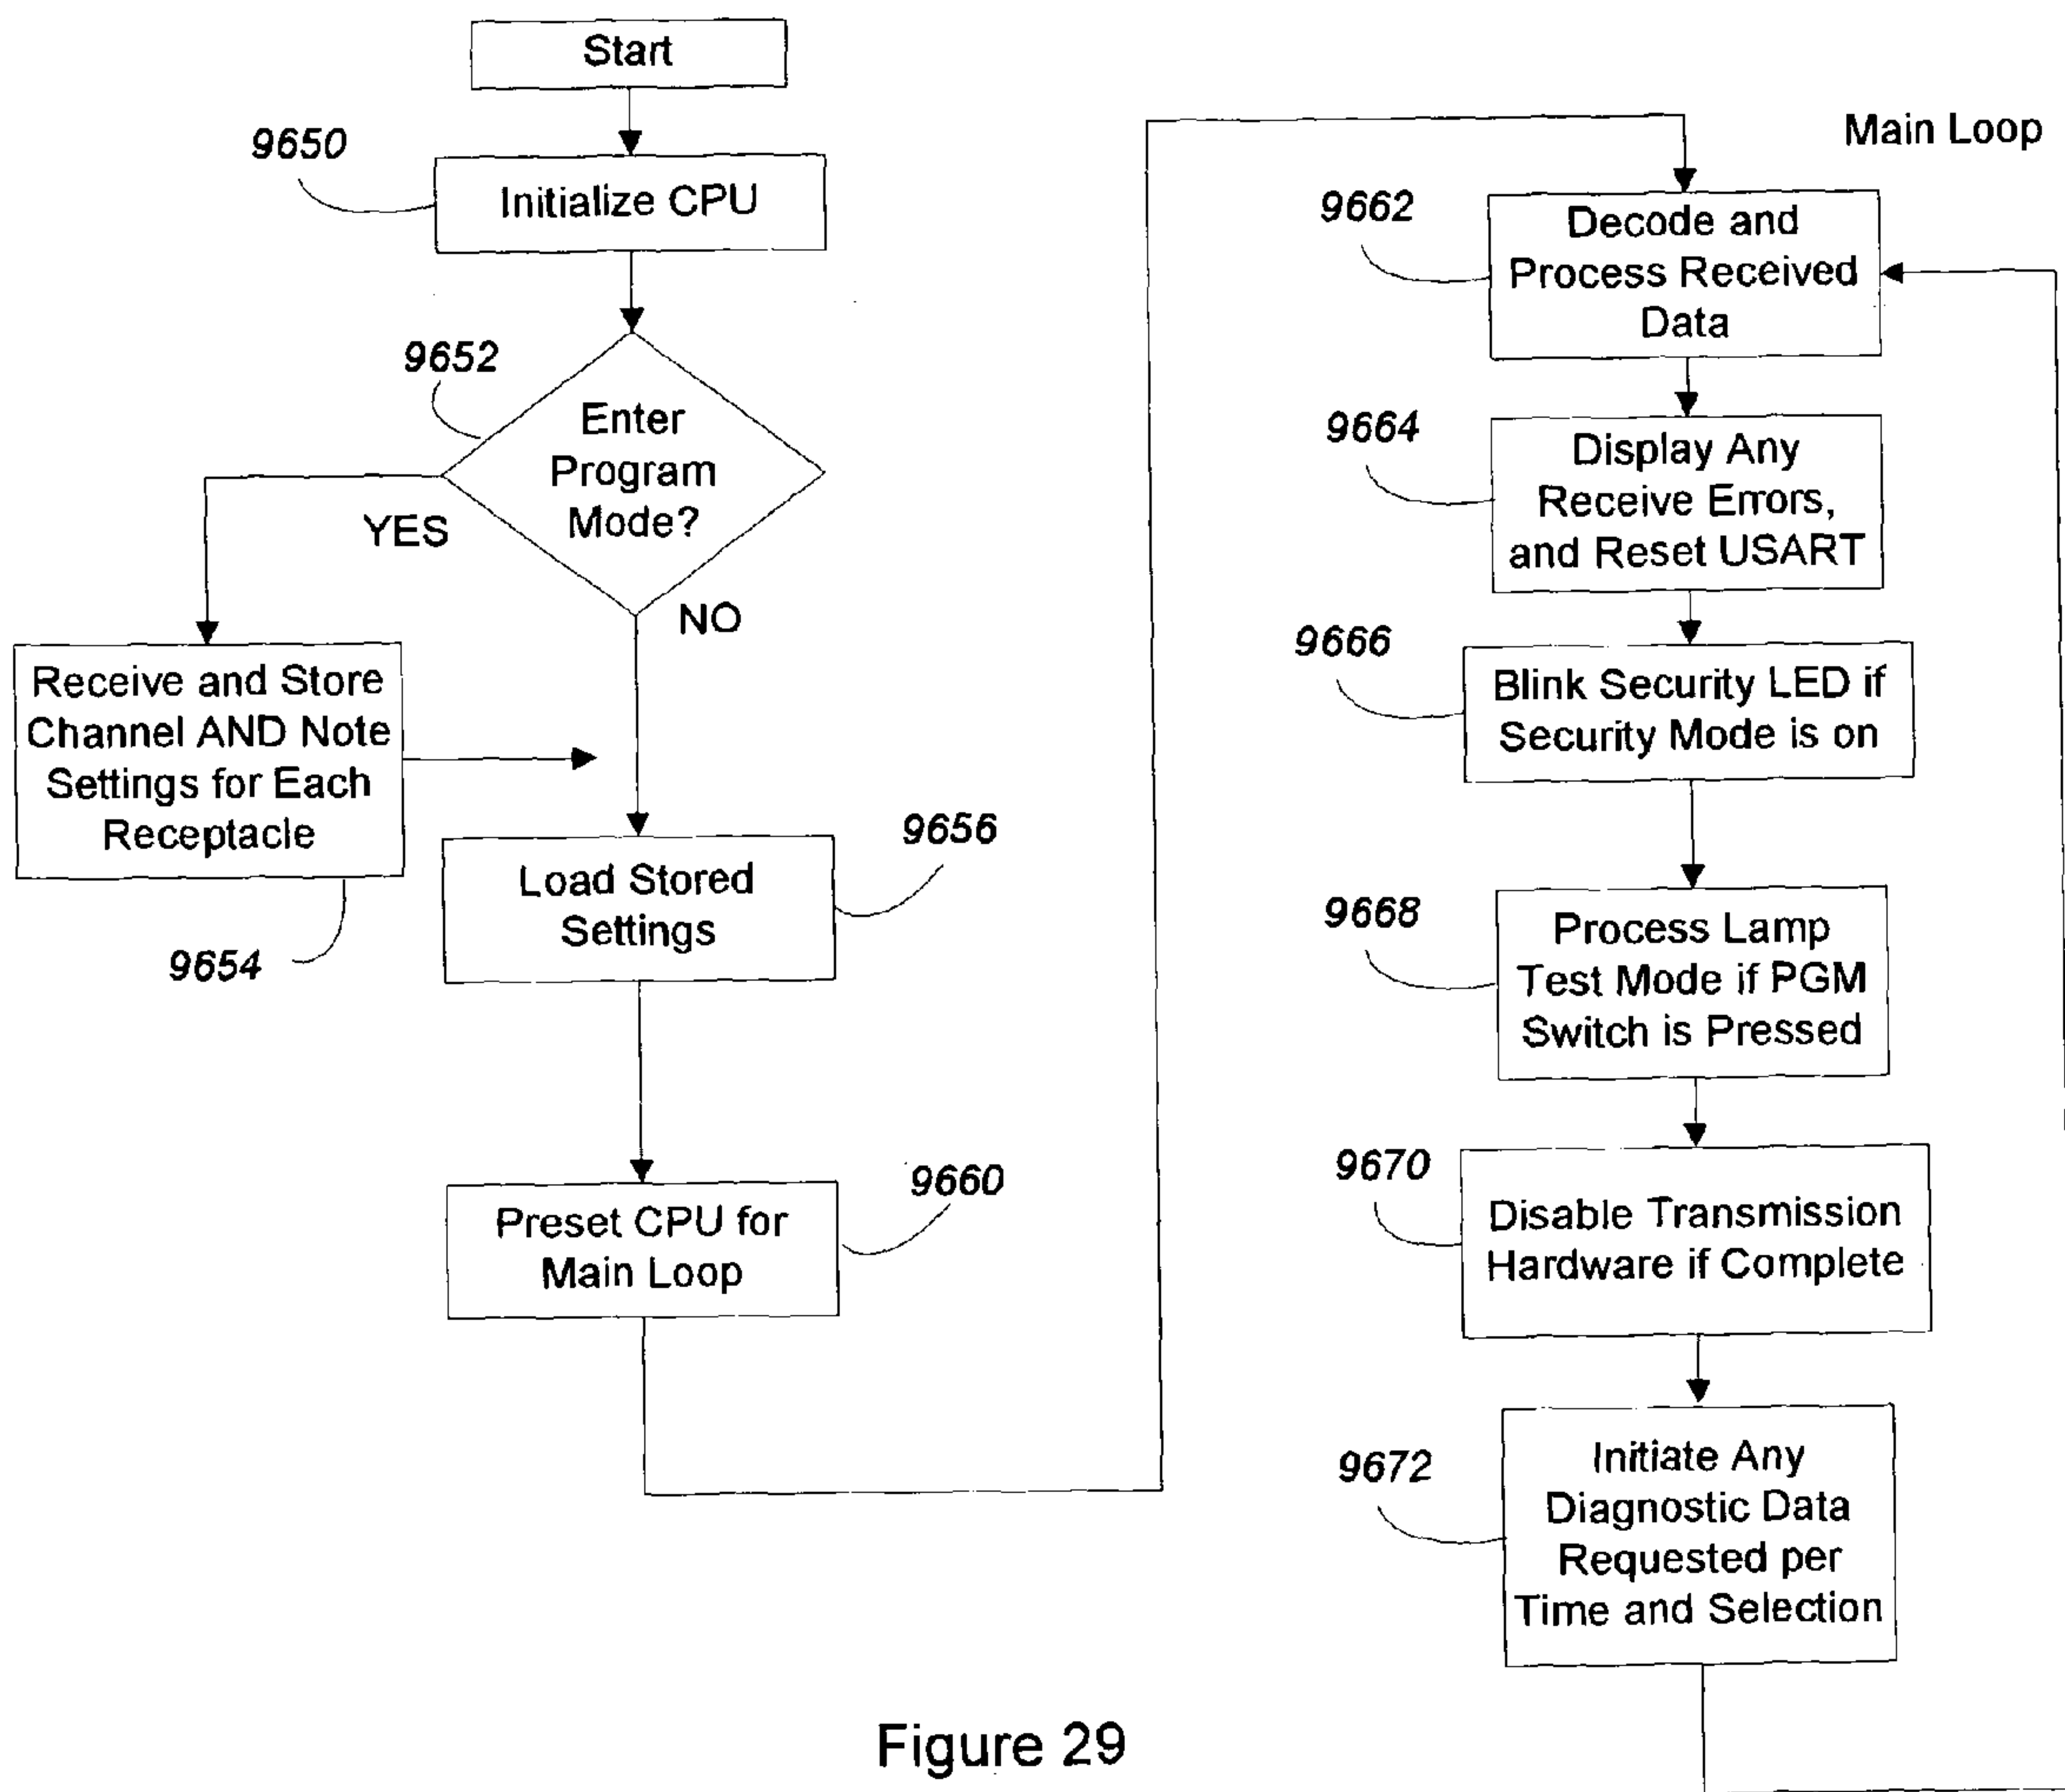 Start
9650
Initialize CPU
9652
Enter
Program
Mode?
YES
NO
Receive and Store
Channel AND Note
Settings for Each
Receptacle
9654
9656
Load Stored
Settings
9660
Preset CPU for
Main Loop
Main Loop
9662
Decode and
Process Received
Data
9664
Display Any
Receive Errors,
and Reset USART
9666
Blink Security LED if
Security Mode is on
9668
Process Lamp
Test Mode if PGM
Switch is Pressed
9670
Disable Transmission
Hardware if Complete
9672
Initiate Any
Diagnostic Data
Requested per
Time and Selection
Figure 29